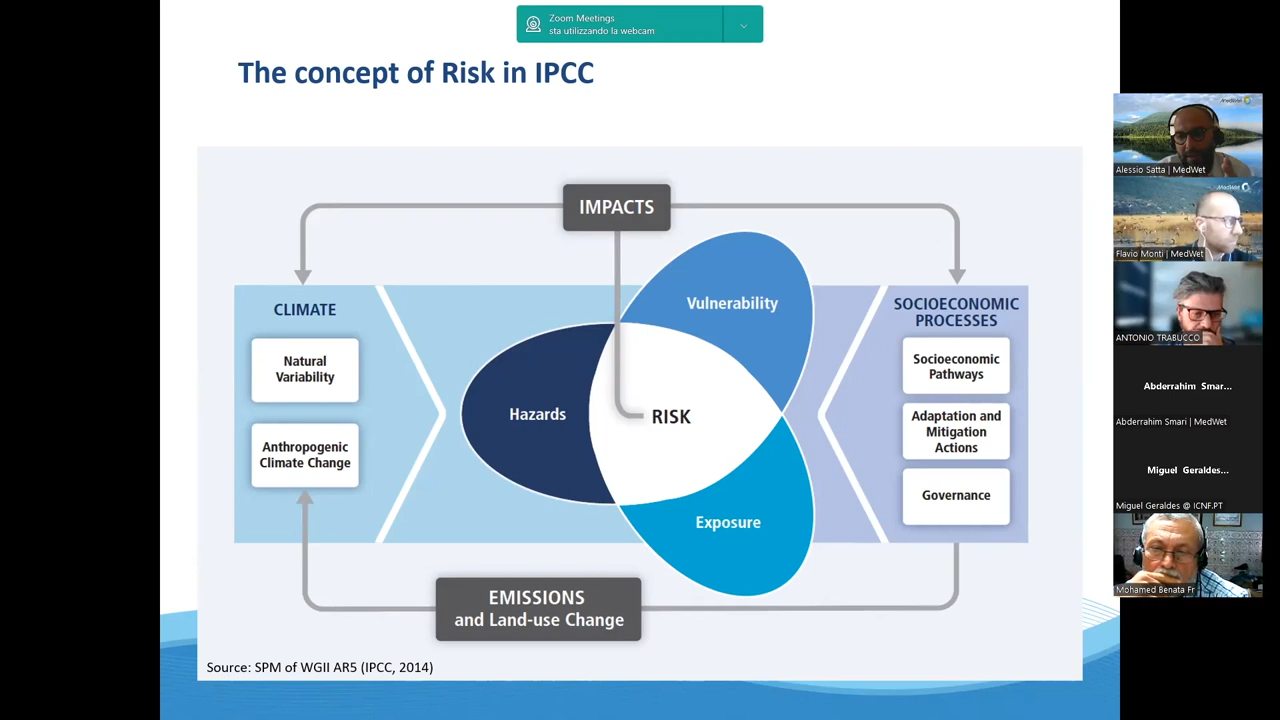 Zoom Meetings
sta utilizzando la webcam
The concept of Risk in IPCC
IMPACTS
CLIMATE
Natural
Variability
Anthropogenic
Climate Change
Vulnerability
Hazards
RISK
Exposure
SOCIOECONOMIC
PROCESSES
Socioeconomic
Pathways
Adaptation and
Mitigation
Actions
Governance
EMISSIONS
and Land-use Change
Source: SPM of WGII AR5 (IPCC, 2014)
MedWet
Alessio Satta | MedWet
MedWet
Flavio Monti | MedWet
ANTONIO TRABUCCO
Abderrahim Smar...
Abderrahim Smari | MedWet
Miguel Geraldes...
Miguel Geraldes @ ICNF.PT
Mohamed Benata Fr